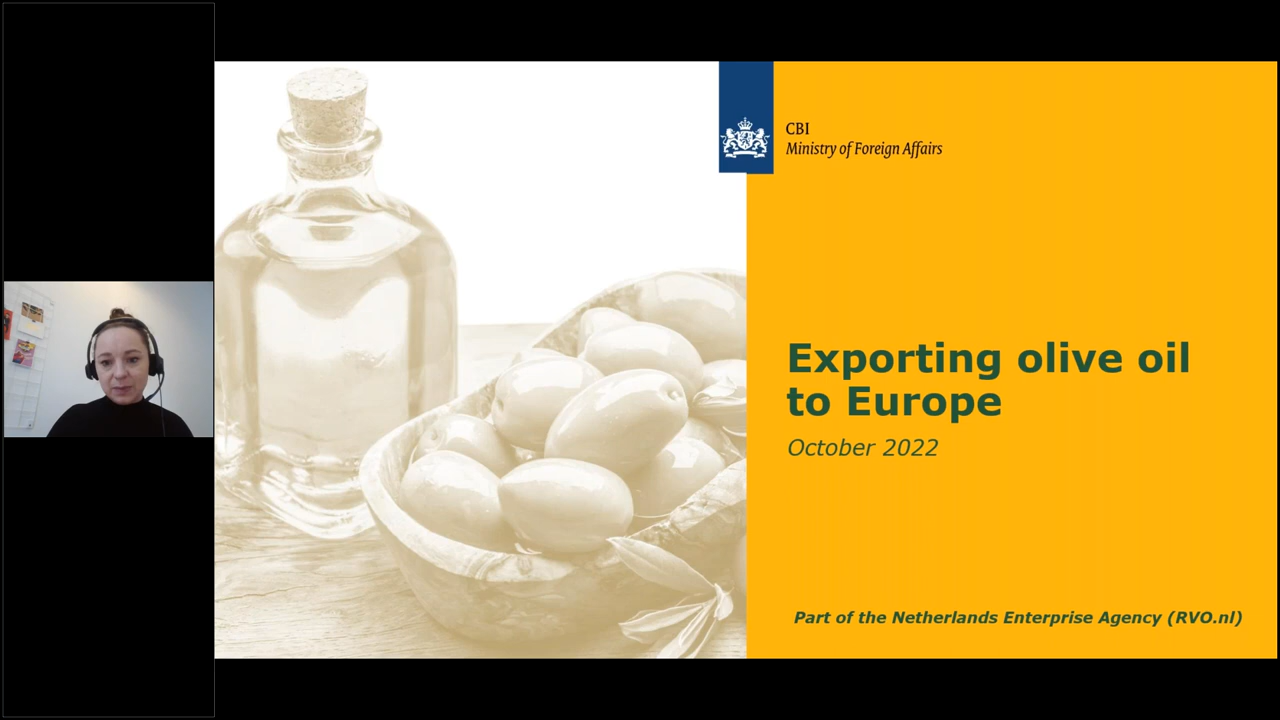 CBI
Ministry of Foreign Affairs
Exporting olive oil
to Europe
October 2022
Part of the Netherlands Enterprise Agency (RVO.nl)